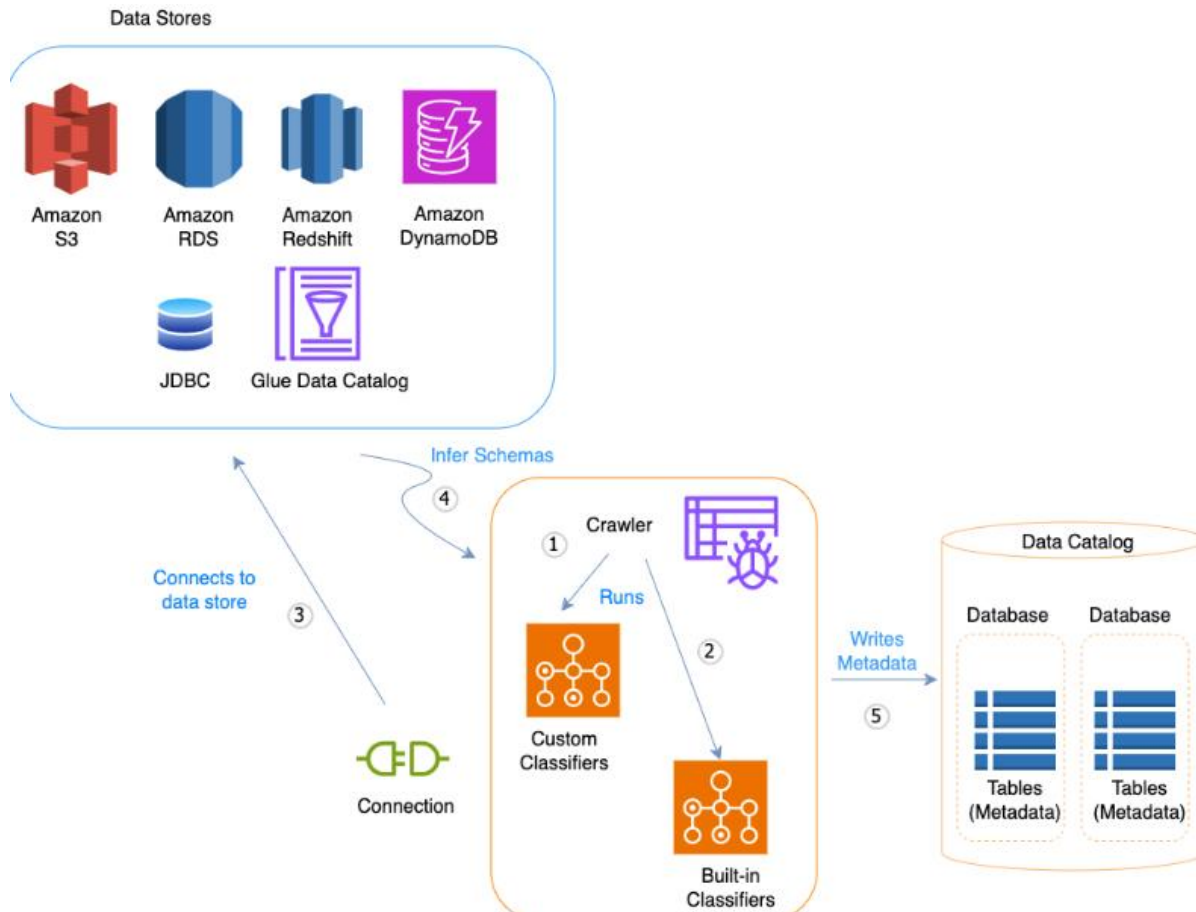 Data Stores
Amazon
S3
Amazon
RDS
Amazon
Redshift
Amazon
DynamoDB
JDBC
Glue Data Catalog
Infer Schemas
4
Connects to
data store
3
Connection
1
Crawler
Runs
2
Custom
Classifiers
Built-in
Classifiers
Writes
Metadata
5
Data Catalog
Database
Database
Tables
(Metadata)
Tables
(Metadata)